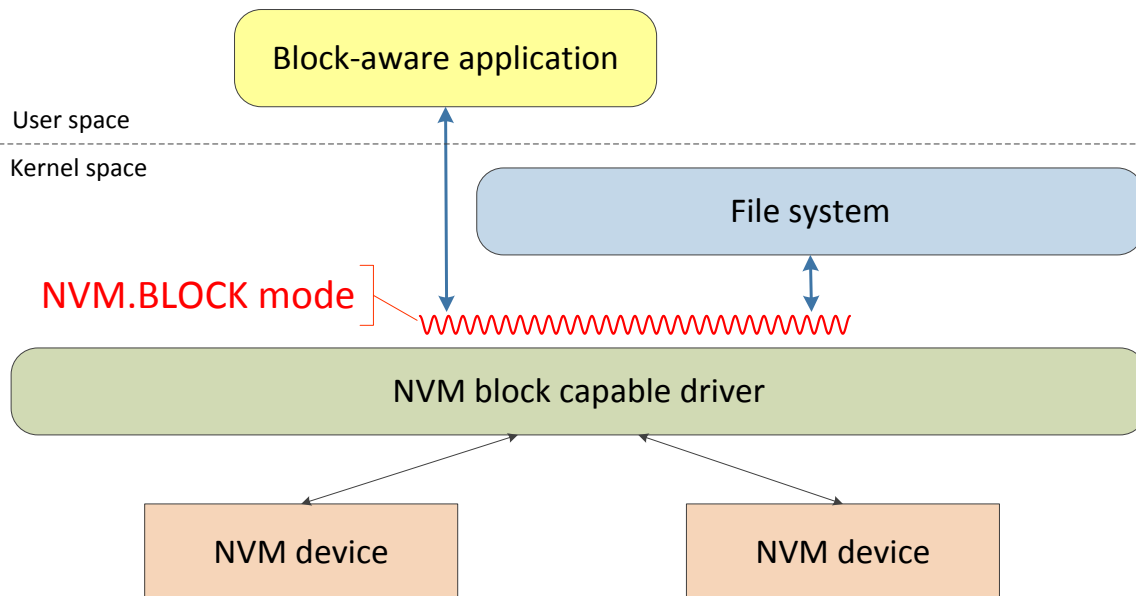 Block-aware application
User space
Kernel space
File system
NVM.BLOCK mode
NVM block capable driver
NVM device
NVM device